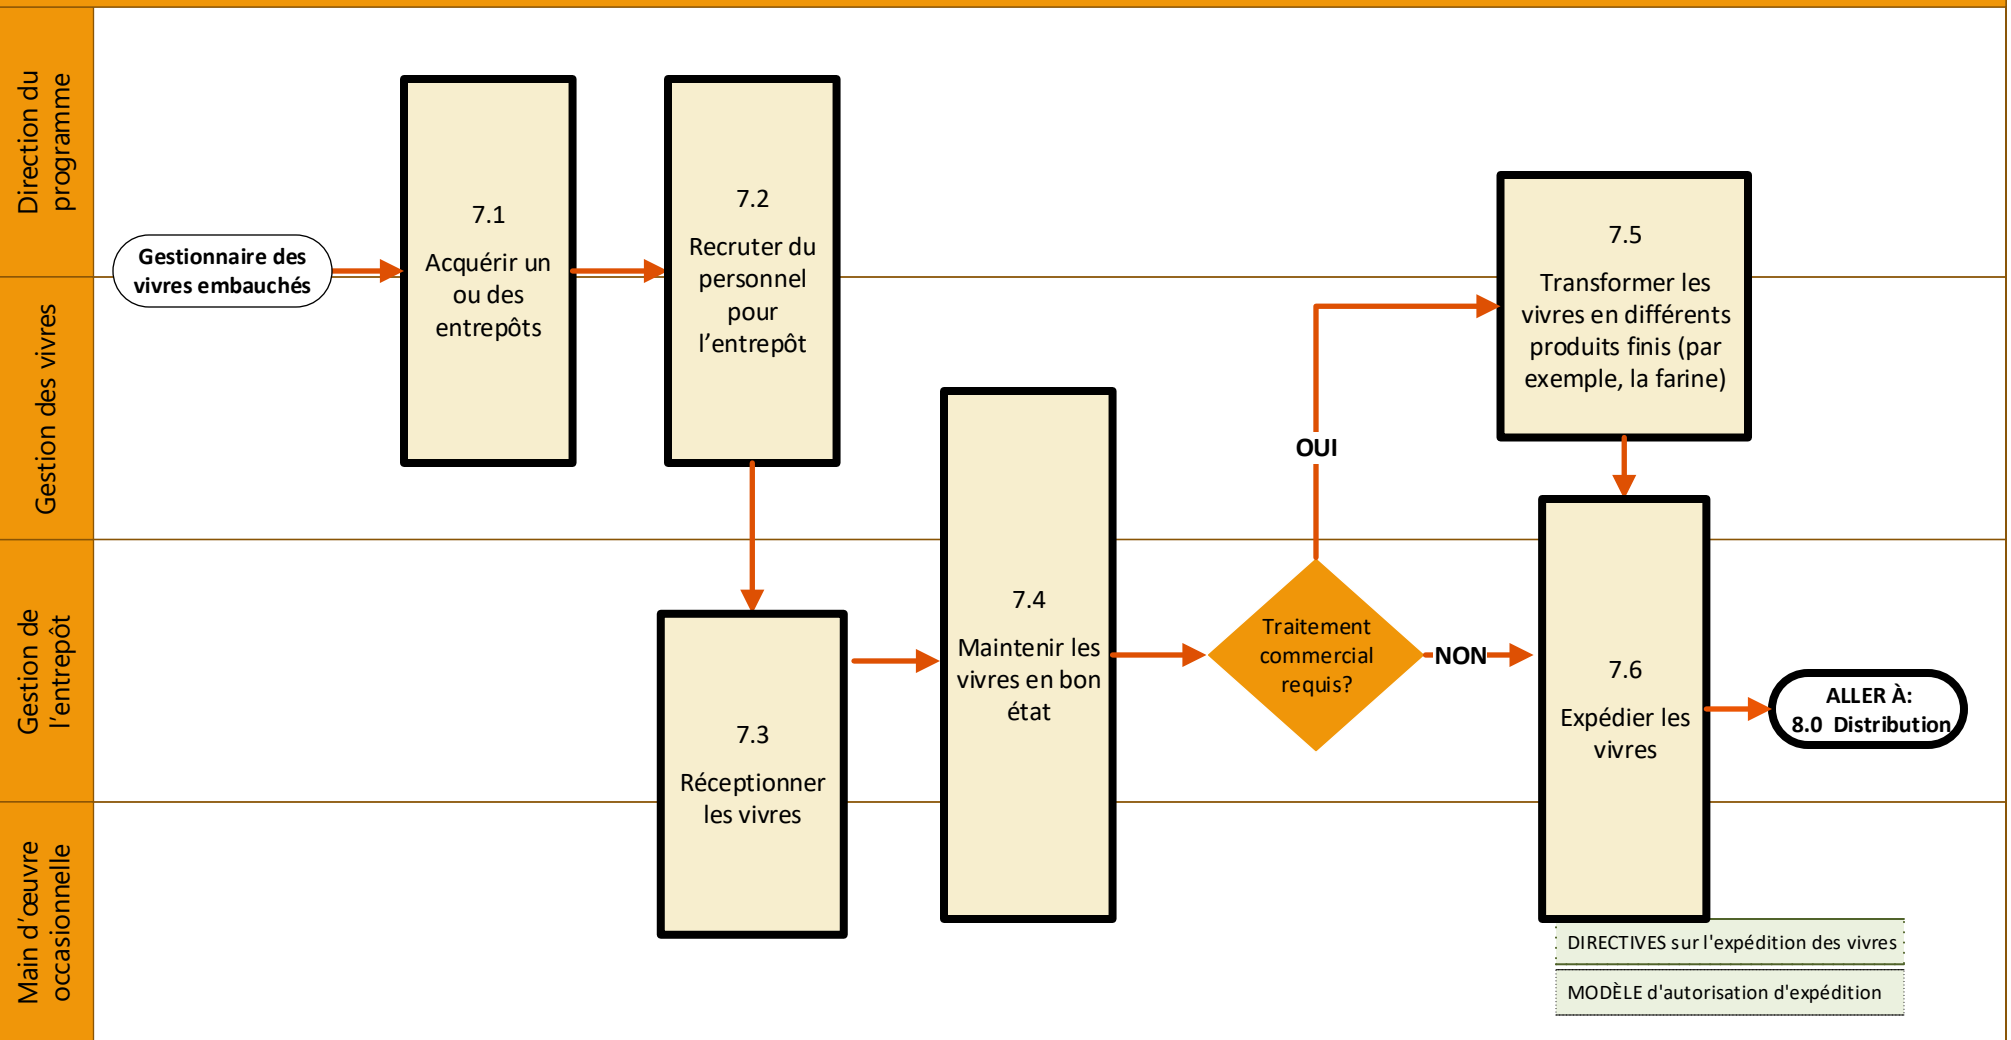 Direction du
programme
Gestion des vivres
Gestion de
l'entrepôt
Main d'œuvre
occasionnelle
Gestionnaire des
vivres embauchés
7.1
Acquérir un
ou des
entrepôts
7.2
Recruter du
personnel
pour
l'entrepôt
7.3
Réceptionner
les vivres
7.4
Maintenir les
vivres en bon
état
Traitement
commercial
requis?
OUI
NON
7.5
Transformer les
vivres en différents
produits finis (par
exemple, la farine)
7.6
Expédier les
vivres
ALLER À:
8.0 Distribution
DIRECTIVES sur l'expédition des vivres
MODÈLE d'autorisation d'expédition